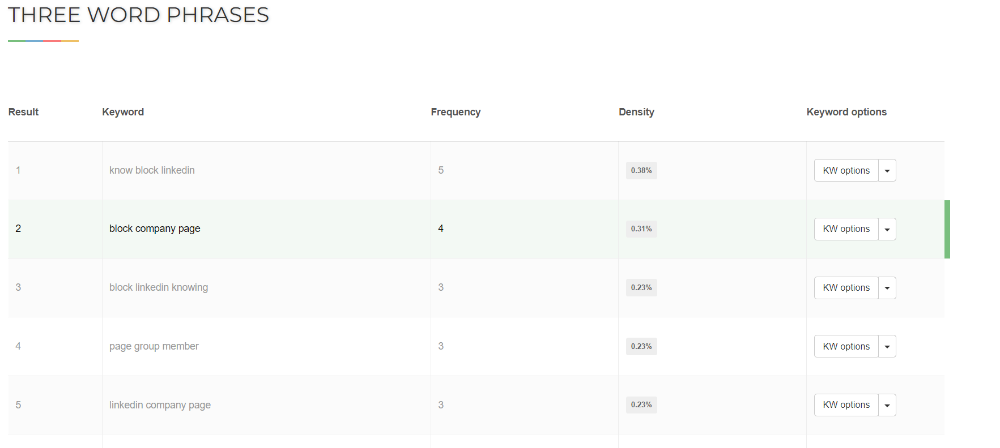 THREE WORD PHRASES
Result Keyword Frequency Density Keyword options
1 know block linkedin 5 0.38% KW options
2 block company page 4 0.31% KW options
3 block linkedin knowing 3 0.23% KW options
4 page group member 3 0.23% KW options
5 linkedin company page 3 0.23% KW options